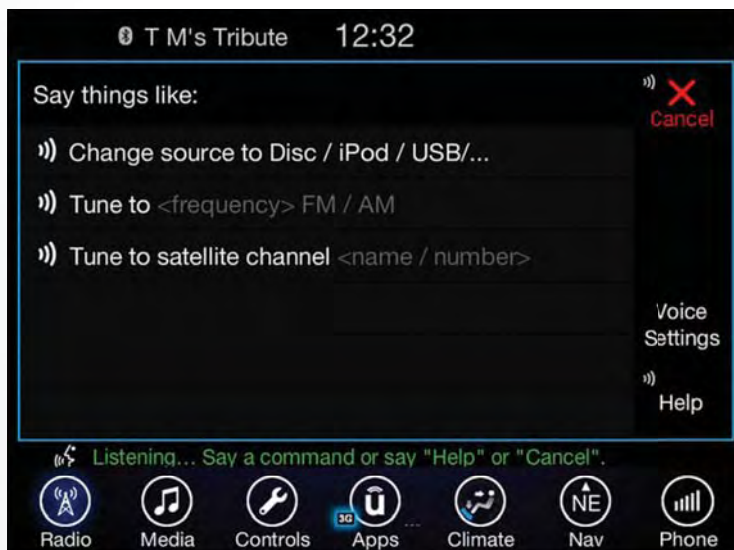 T M's Tribute 12:32
Say things like:
Cancel
Change source to Disc / iPod / USB/...
Tune to <frequency> FM / AM
Tune to satellite channel <name / number>
Voice
Settings
Help
Listening... Say a command or say "Help" or "Cancel".
û NE
3G ...
Radio Media Controls Apps Climate Nav Phone